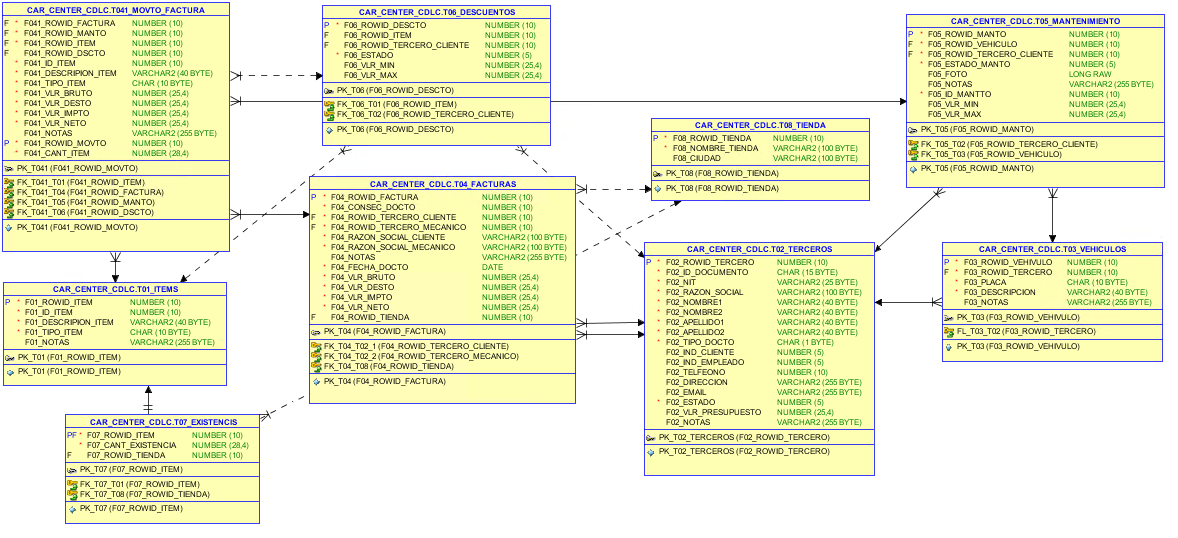 CAR_CENTER_CDLC.T041_MOVTO_FACTURA
F * F041_ROWID_FACTURA NUMBER (10)
F * F041_ROWID_MANTO NUMBER (10)
F * F041_ROWID_ITEM NUMBER (10)
F F041_ROWID_DSCTO NUMBER (10)
* F041_ID_ITEM NUMBER (10)
* F041_DESCRIPION_ITEM VARCHAR2 (40 BYTE)
* F041_TIPO_ITEM CHAR (10 BYTE)
* F041_VLR_BRUTO NUMBER (25,4)
* F041_VLR_DESTO NUMBER (25,4)
* F041_VLR_IMPTO NUMBER (25,4)
* F041_VLR_NETO NUMBER (25,4)
F041_NOTAS VARCHAR2 (255 BYTE)
P * F041_ROWID_MOVTO NUMBER (10)
* F041_CANT_ITEM NUMBER (28,4)
PK_T041 (F041_ROWID_MOVTO)
FK_T041_T01 (F041_ROWID_ITEM)
FK_T041_T04 (F041_ROWID_FACTURA)
FK_T041_T05 (F041_ROWID_MANTO)
FK_T041_T06 (F041_ROWID_DSCTO)
PK_T041 (F041_ROWID_MOVTO)
CAR_CENTER_CDLC.T06_DESCUENTOS
P * F06_ROWID_DESCTO NUMBER (10)
F F06_ROWID_ITEM NUMBER (10)
F F06_ROWID_TERCERO_CLIENTE NUMBER (10)
* F06_ESTADO NUMBER (5)
F06_VLR_MIN NUMBER (25,4)
F06_VLR_MAX NUMBER (25,4)
PK_T06 (F06_ROWID_DESCTO)
FK_T06_T01 (F06_ROWID_ITEM)
FK_T06_T02 (F06_ROWID_TERCERO_CLIENTE)
PK_T06 (F06_ROWID_DESCTO)
CAR_CENTER_CDLC.T05_MANTENIMIENTO
P * F05_ROWID_MANTO NUMBER (10)
F * F05_ROWID_VEHICULO NUMBER (10)
F * F05_ROWID_TERCERO_CLIENTE NUMBER (10)
* F05_ESTADO_MANTO NUMBER (5)
F05_FOTO LONG RAW
F05_NOTAS VARCHAR2 (255 BYTE)
* F05_ID_MANTTO NUMBER (10)
F05_VLR_MIN NUMBER (25,4)
F05_VLR_MAX NUMBER (25,4)
PK_T05 (F05_ROWID_MANTO)
FK_T05_T02 (F05_ROWID_TERCERO_CLIENTE)
FK_T05_T03 (F05_ROWID_VEHICULO)
PK_T05 (F05_ROWID_MANTO)
CAR_CENTER_CDLC.T08_TIENDA
P * F08_ROWID_TIENDA NUMBER (10)
* F08_NOMBRE_TIENDA VARCHAR2 (100 BYTE)
F08_CIUDAD VARCHAR2 (100 BYTE)
PK_T08 (F08_ROWID_TIENDA)
PK_T08 (F08_ROWID_TIENDA)
CAR_CENTER_CDLC.T04_FACTURAS
P * F04_ROWID_FACTURA NUMBER (10)
* F04_CONSEC_DOCTO NUMBER (10)
F * F04_ROWID_TERCERO_CLIENTE NUMBER (10)
F * F04_ROWID_TERCERO_MECANICO NUMBER (10)
* F04_RAZON_SOCIAL_CLIENTE VARCHAR2 (100 BYTE)
* F04_RAZON_SOCIAL_MECANICO VARCHAR2 (100 BYTE)
F04_NOTAS VARCHAR2 (255 BYTE)
* F04_FECHA_DOCTO DATE
* F04_VLR_BRUTO NUMBER (25,4)
* F04_VLR_DESTO NUMBER (25,4)
* F04_VLR_IMPTO NUMBER (25,4)
* F04_VLR_NETO NUMBER (25,4)
F F04_ROWID_TIENDA NUMBER (10)
PK_T04 (F04_ROWID_FACTURA)
FK_T04_T02_1 (F04_ROWID_TERCERO_CLIENTE)
FK_T04_T02_2 (F04_ROWID_TERCERO_MECANICO)
FK_T04_T08 (F04_ROWID_TIENDA)
PK_T04 (F04_ROWID_FACTURA)
CAR_CENTER_CDLC.T02_TERCEROS
P * F02_ROWID_TERCERO NUMBER (10)
* F02_ID_DOCUMENTO CHAR (15 BYTE)
* F02_NIT VARCHAR2 (25 BYTE)
* F02_RAZON_SOCIAL VARCHAR2 (100 BYTE)
* F02_NOMBRE1 VARCHAR2 (40 BYTE)
* F02_NOMBRE2 VARCHAR2 (40 BYTE)
* F02_APELLIDO1 VARCHAR2 (40 BYTE)
* F02_APELLIDO2 VARCHAR2 (40 BYTE)
* F02_TIPO_DOCTO CHAR (1 BYTE)
F02_IND_CLIENTE NUMBER (5)
F02_IND_EMPLEADO NUMBER (5)
F02_TELFEONO NUMBER (10)
F02_DIRECCION VARCHAR2 (255 BYTE)
F02_EMAIL VARCHAR2 (255 BYTE)
* F02_ESTADO NUMBER (5)
F02_VLR_PRESUPUESTO NUMBER (25,4)
F02_NOTAS VARCHAR2 (255 BYTE)
PK_T02_TERCEROS (F02_ROWID_TERCERO)
PK_T02_TERCEROS (F02_ROWID_TERCERO)
CAR_CENTER_CDLC.T03_VEHICULOS
P * F03_ROWID_VEHIVULO NUMBER (10)
F * F03_ROWID_TERCERO NUMBER (10)
* F03_PLACA CHAR (10 BYTE)
* F03_DESCRIPCION VARCHAR2 (40 BYTE)
F03_NOTAS VARCHAR2 (255 BYTE)
PK_T03 (F03_ROWID_VEHIVULO)
FL_T03_T02 (F03_ROWID_TERCERO)
PK_T03 (F03_ROWID_VEHIVULO)
CAR_CENTER_CDLC.T01_ITEMS
P * F01_ROWID_ITEM NUMBER (10)
* F01_ID_ITEM NUMBER (10)
* F01_DESCRIPION_ITEM VARCHAR2 (40 BYTE)
* F01_TIPO_ITEM CHAR (10 BYTE)
F01_NOTAS VARCHAR2 (255 BYTE)
PK_T01 (F01_ROWID_ITEM)
PK_T01 (F01_ROWID_ITEM)
CAR_CENTER_CDLC.T07_EXISTENCIS
PF * F07_ROWID_ITEM NUMBER (10)
* F07_CANT_EXISTENCIA NUMBER (28,4)
F F07_ROWID_TIENDA NUMBER (10)
PK_T07 (F07_ROWID_ITEM)
FK_T07_T01 (F07_ROWID_ITEM)
FK_T07_T08 (F07_ROWID_TIENDA)
PK_T07 (F07_ROWID_ITEM)